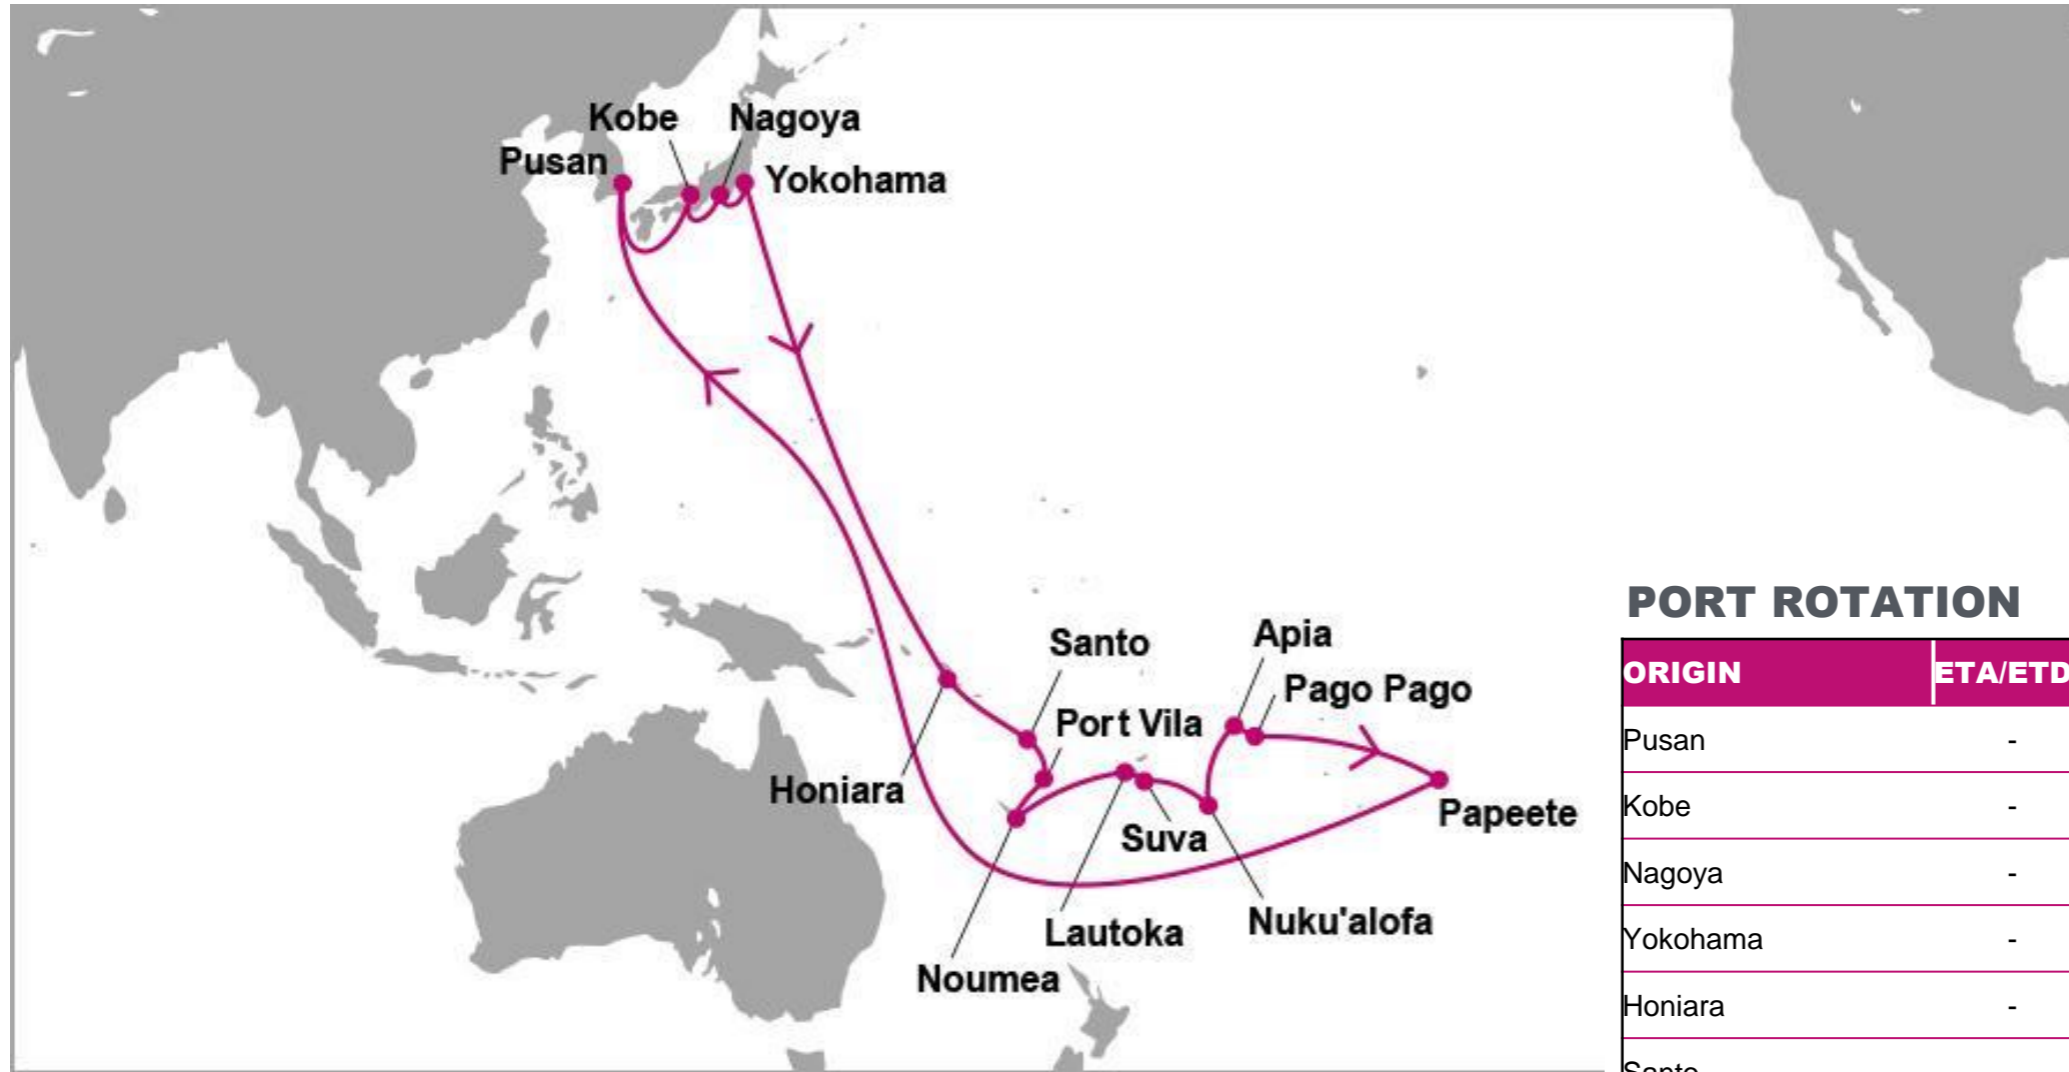 Kobe
Nagoya
Pusan
Yokohama
Santo
Apia
Pago Pago
Port Vila
Honiara
Suva
Papeete
Lautoka
Nuku'alofa
Noumea
PORT ROTATION
ORIGIN ETA/ETD
Pusan -
Kobe -
Nagoya -
Yokohama -
Honiara -
Santo